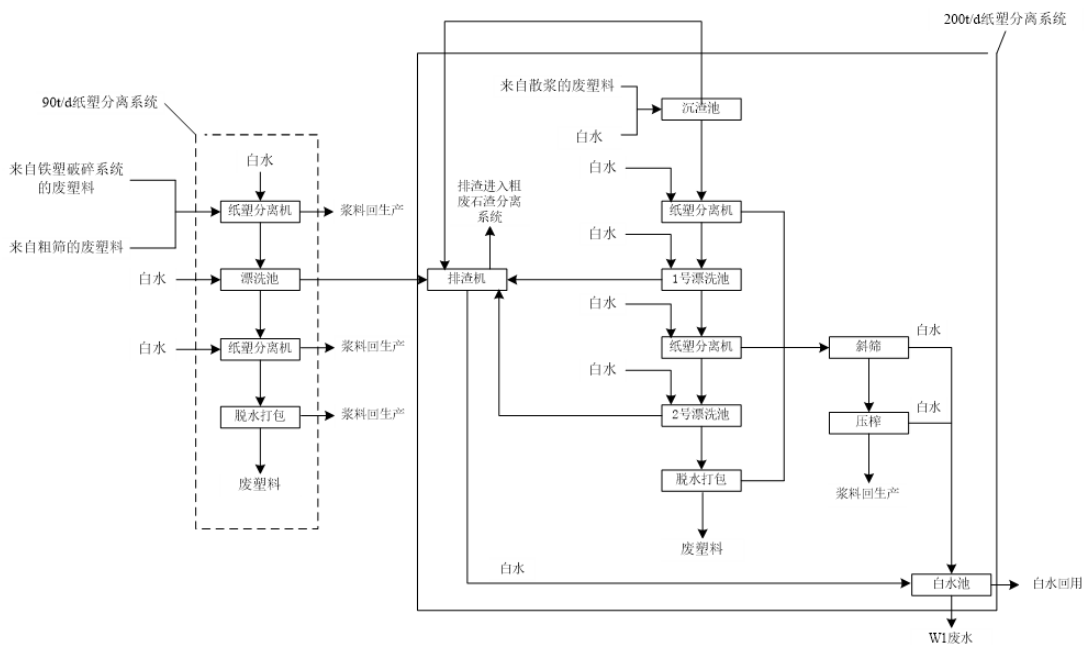 200t/d纸塑分离系统
90t/d纸塑分离系统
来自散浆的废塑料
沉渣池
白水
白水
来自铁塑破碎系统
的废塑料
白水
排渣进入粗
废石渣分离
系统
纸塑分离机
浆料回生产
纸塑分离机
白水
来自粗筛的废塑料
白水
漂洗池
排渣机
1号漂洗池
白水
白水
纸塑分离机
浆料回生产
纸塑分离机
斜筛
白水
白水
脱水打包
浆料回生产
2号漂洗池
压榨
白水
废塑料
脱水打包
浆料回生产
废塑料
白水
白水池
白水回用
W1废水